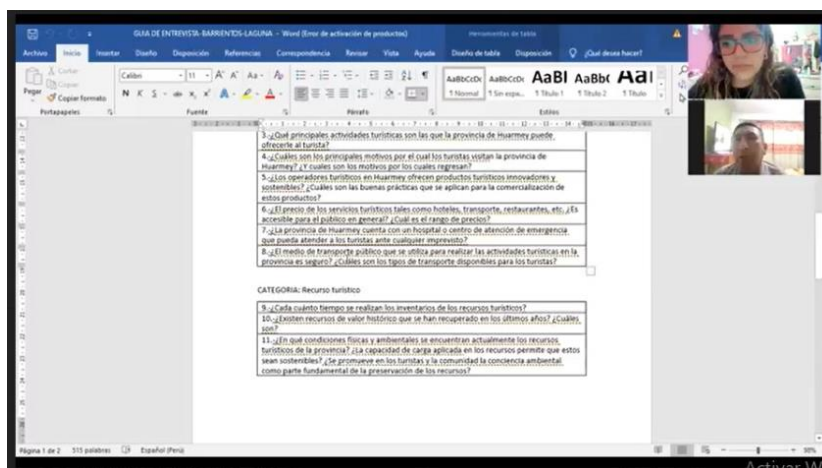 GUIA DE ENTREVISTA-BARRIENTOS-LAGUNA - Word (Error de activación de productos)
Herramientas de tabla
Archivo Inicio Insertar Diseño Disposición Referencias Correspondencia Revisar Vista Ayuda Diseño de tabla Disposición ¿Qué desea hacer?
Pegar
Cortar
Copiar
Copiar formato
Calibri 11
N K S
AaBbCcDc AaBbCcDc AaBl AaBbC AaBl
1 Normal 1 Sin espa... Título 1 Título 2 Título
Portapapeles Fuente Párrafo Estilos
3.-¿Qué principales actividades turísticas son las que la provincia de Huarmey puede
ofrecerle al turista?
4.-¿Cuáles son los principales motivos por el cual los turistas visitan la provincia de
Huarmey? ¿Y cuales son los motivos por los cuales regresan?
5.-¿Los operadores turísticos en Huarmey ofrecen productos turísticos innovadores y
sostenibles? ¿Cuáles son las buenas prácticas que se aplican para la comercialización de
estos productos?
6.-¿El precio de los servicios turísticos tales como hoteles, transporte, restaurantes, etc. ¿Es
accesible para el público en general? ¿Cuál es el rango de precios?
7.-¿La provincia de Huarmey cuenta con un hospital o centro de atención de emergencia
que pueda atender a los turistas ante cualquier imprevisto?
8.-¿El medio de transporte público que se utiliza para realizar las actividades turísticas en la
provincia es seguro? ¿Cuáles son los tipos de transporte disponibles para los turistas?
CATEGORIA: Recurso turístico
9.-¿Cada cuánto tiempo se realizan los inventarios de los recursos turísticos?
10.-¿Existen recursos de valor histórico que se han recuperado en los últimos años? ¿Cuáles
son?
11.-¿En qué condiciones físicas y ambientales se encuentran actualmente los recursos
turísticos de la provincia? ¿La capacidad de carga aplicada en los recursos permite que estos
sean sostenibles? ¿Se promueve en los turistas y la comunidad la conciencia ambiental
como parte fundamental de la preservación de los recursos?
Página 1 de 2 515 palabras Español (Perú) 98%
Activar W